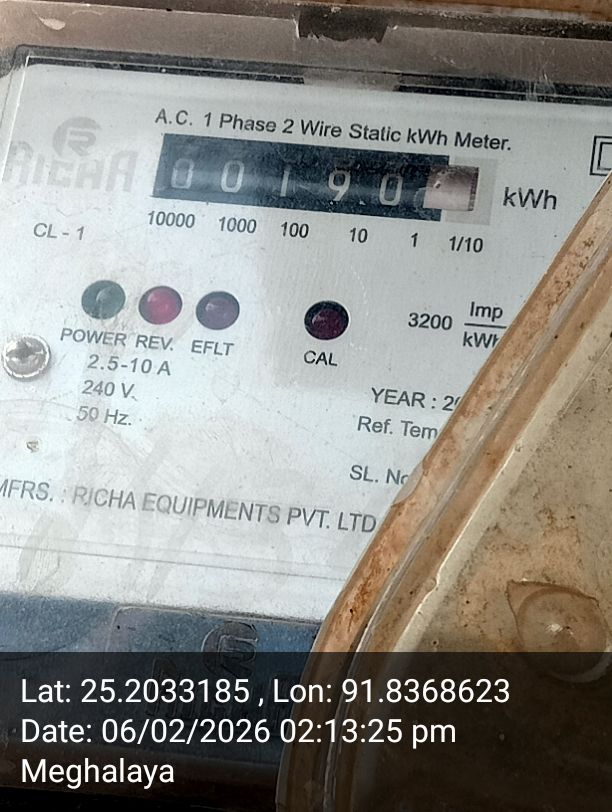 A.C. 1 Phase 2 Wire Static kWh Meter.
RICHA
0 0 1 9 0 kWh
10000 1000 100 10 1 1/10
CL - 1
3200 Imp
kWh
POWER REV. EFLT CAL
2.5-10 A
240 V.
50 Hz.
YEAR : 2
Ref. Tem
SL. No
MFRS. : RICHA EQUIPMENTS PVT. LTD
Lat: 25.2033185 , Lon: 91.8368623
Date: 06/02/2026 02:13:25 pm
Meghalaya